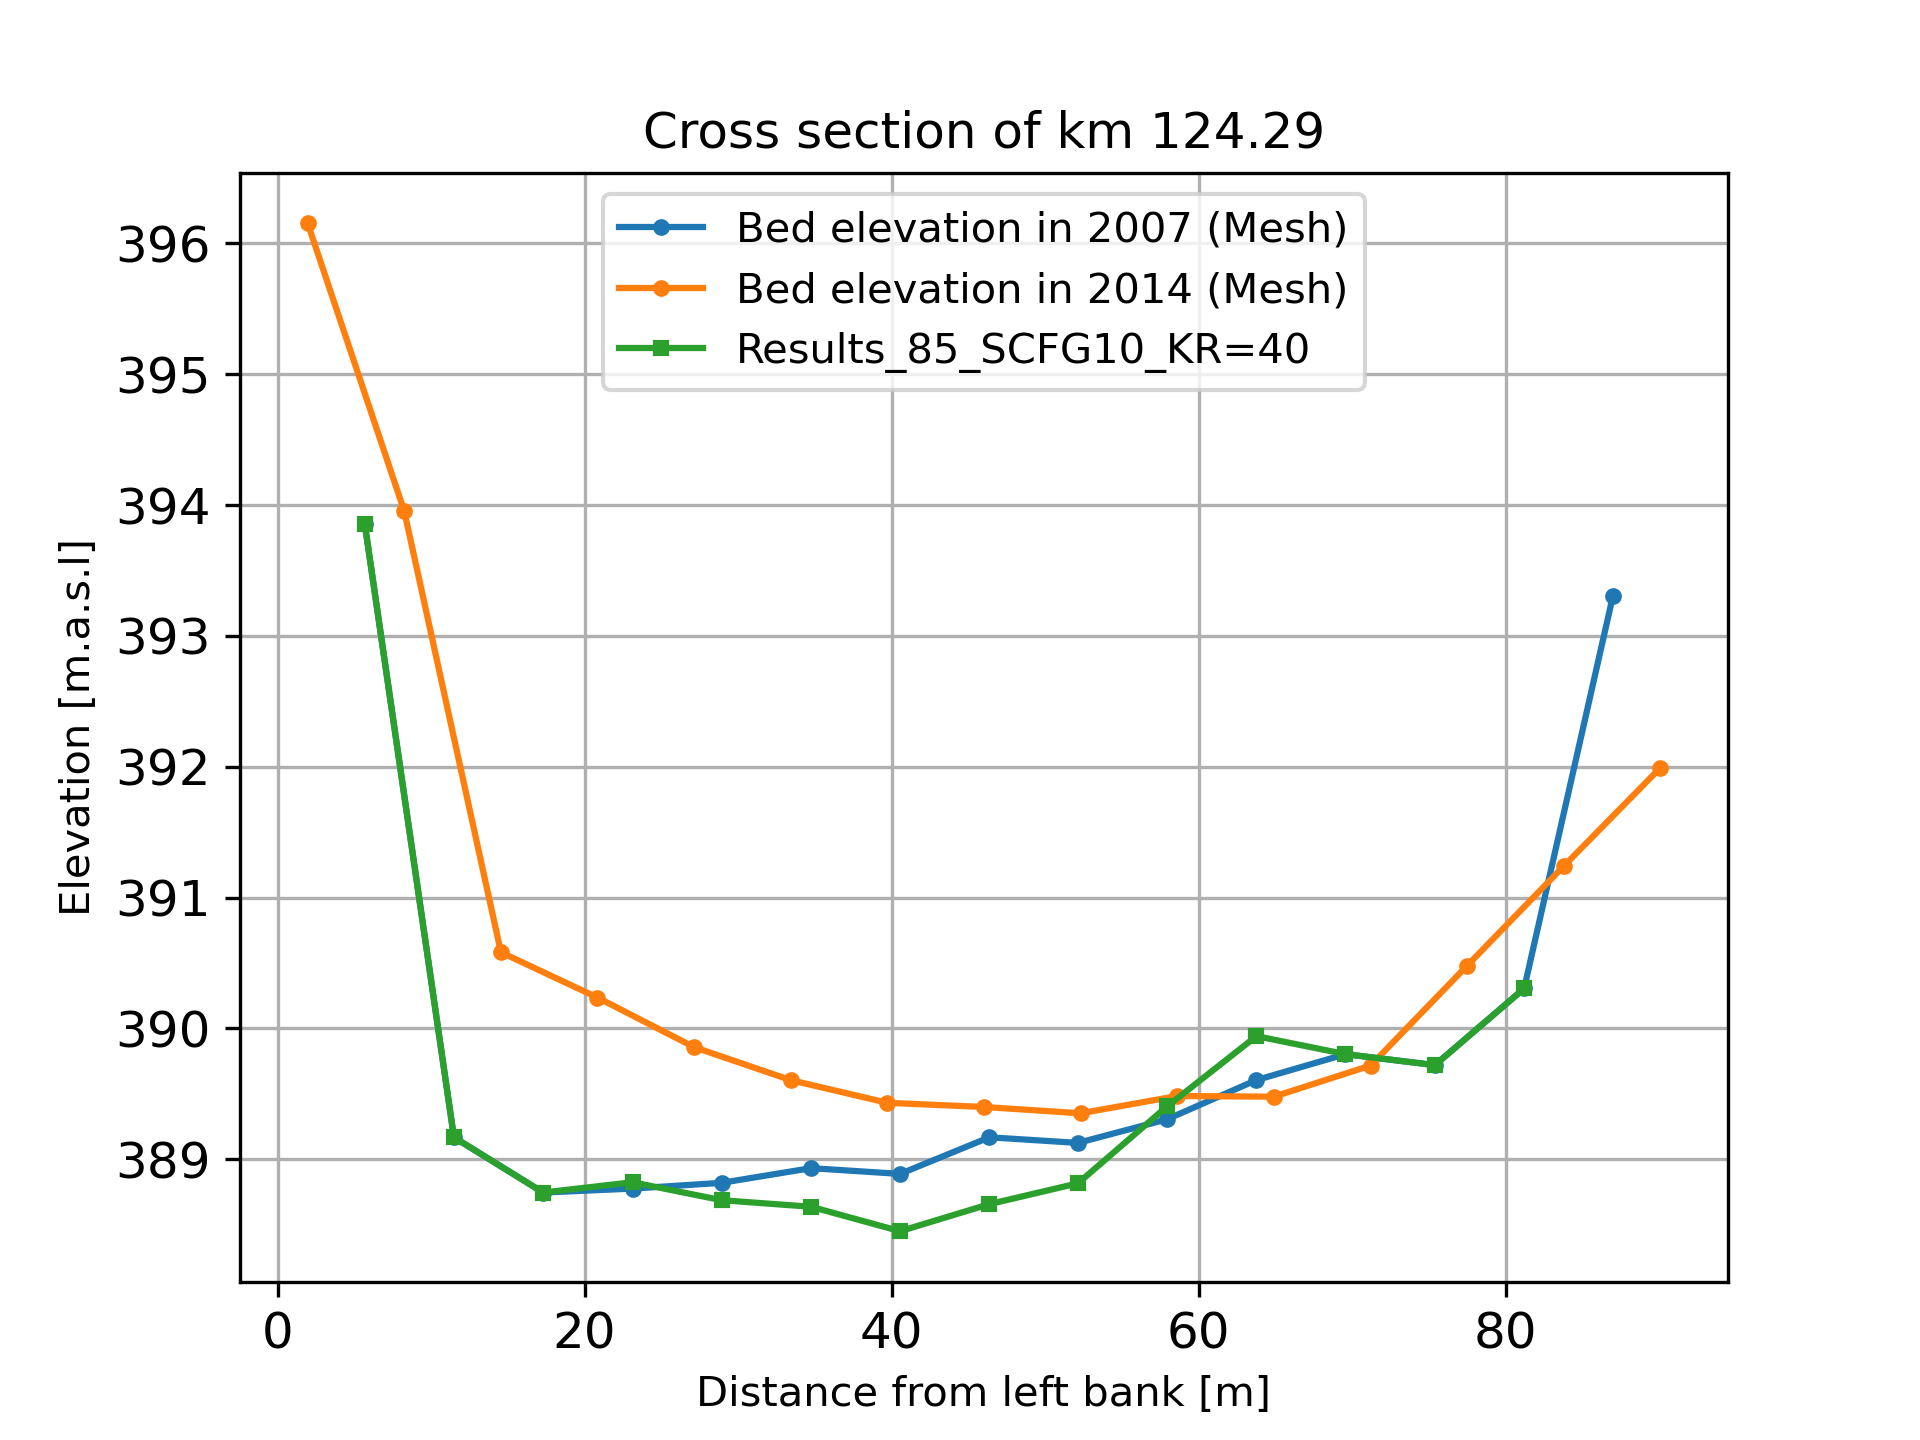 Cross section of km 124.29
Bed elevation in 2007 (Mesh)
Bed elevation in 2014 (Mesh)
Results_85_SCFG10_KR=40
396
395
394
393
392
391
390
389
Elevation [m.a.s.l]
0 20 40 60 80
Distance from left bank [m]